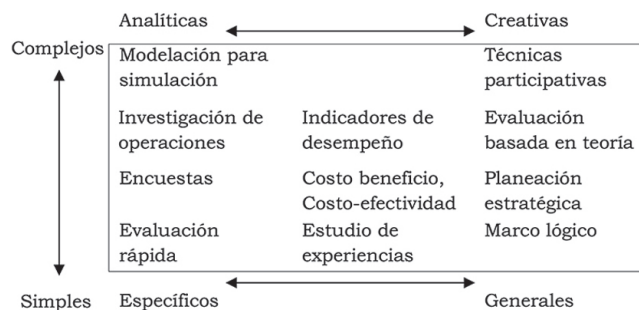 Analíticas Creativas
Complejos
Modelación para simulación Técnicas participativas
Investigación de operaciones Indicadores de desempeño Evaluación basada en teoría
Encuestas Costo beneficio, Costo-efectividad Planeación estratégica
Evaluación rápida Estudio de experiencias Marco lógico
Simples Específicos Generales